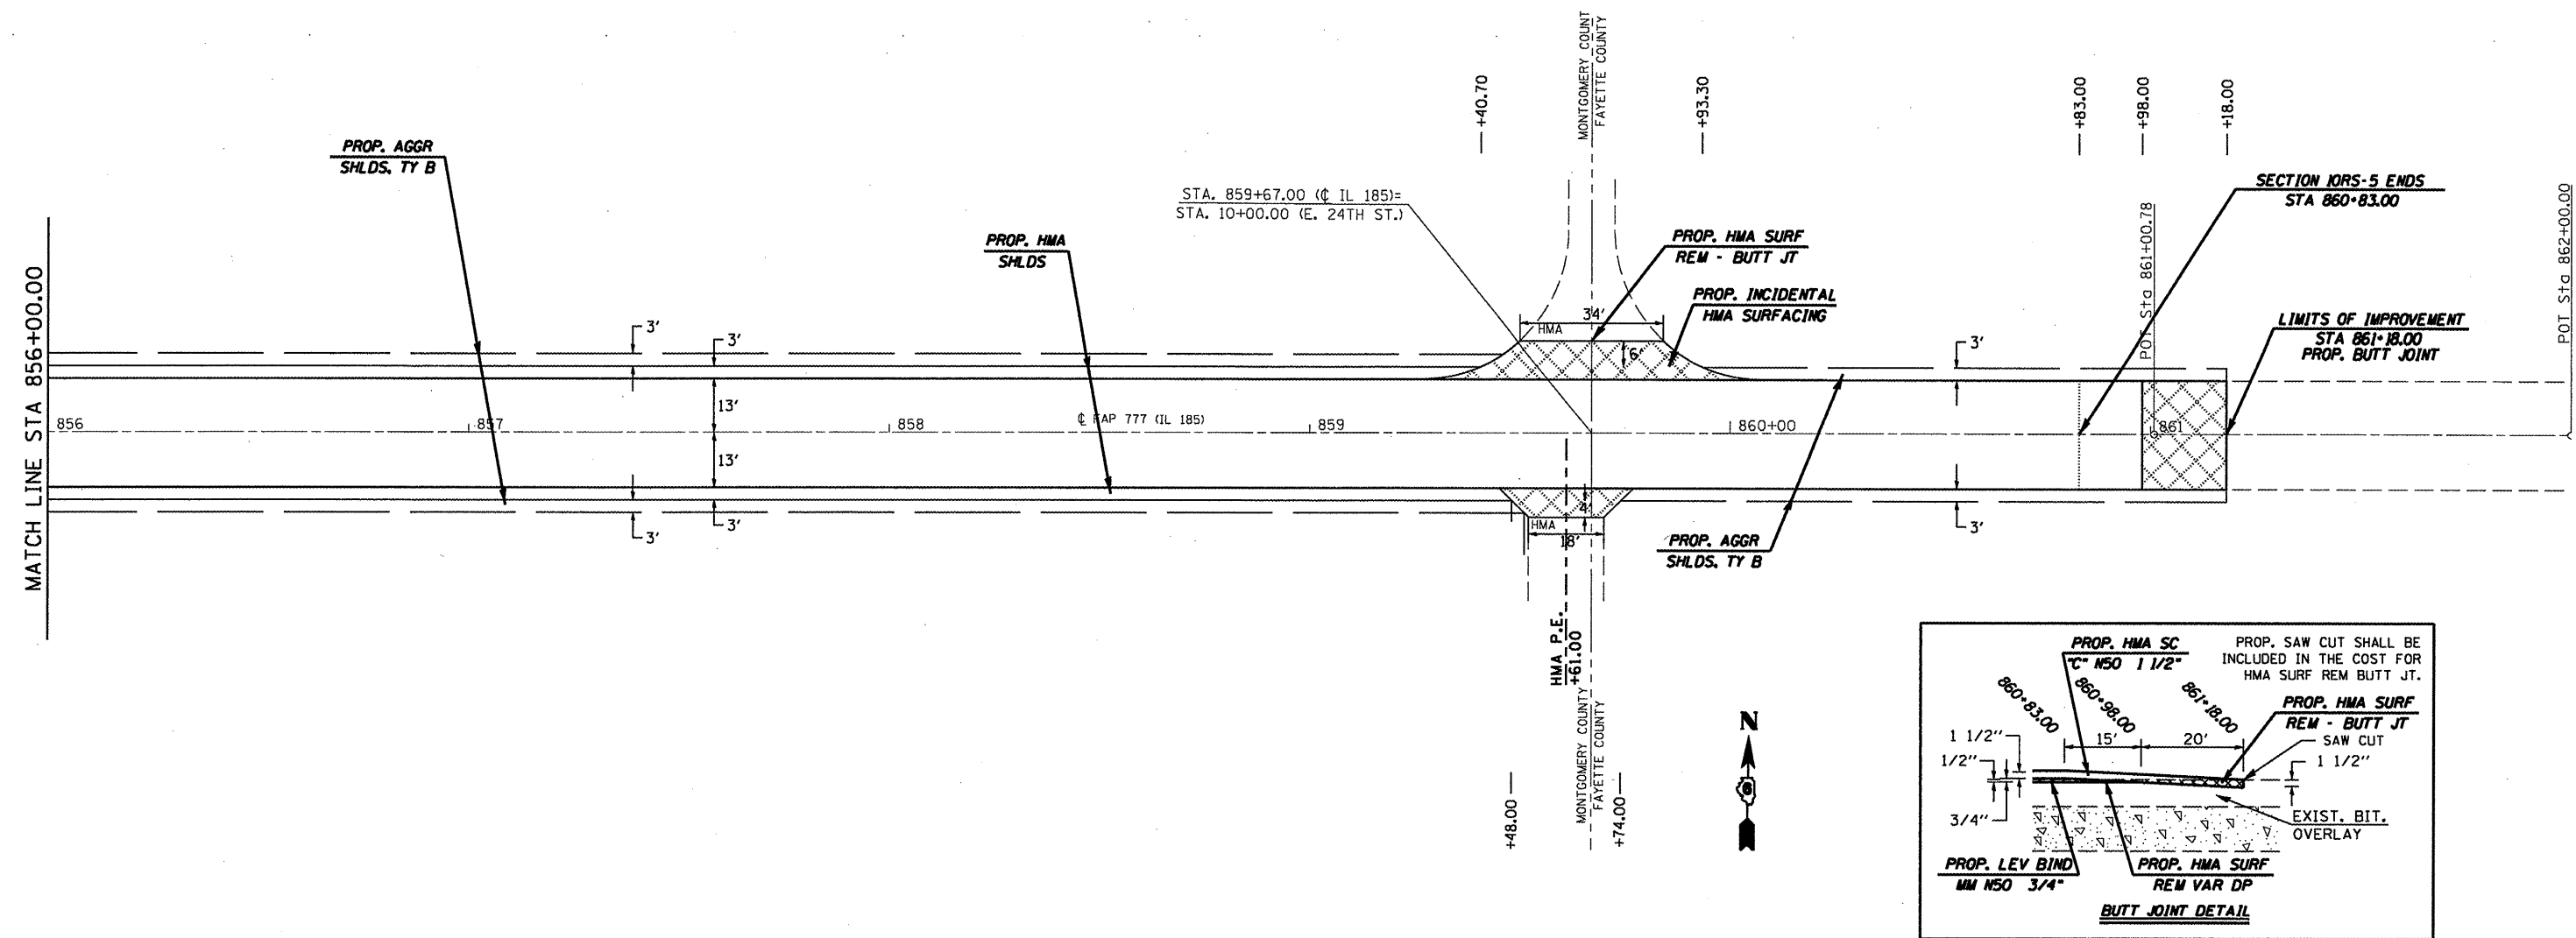 MONTGOMERY COUNT
FAYETTE COUNTY
+40.70
+93.30
+83.00
+98.00
+18.00
PROP. AGGR
SHLDS. TY B
STA. 859+67.00 (℄ IL 185)=
STA. 10+00.00 (E. 24TH ST.)
SECTION 10RS-5 ENDS
STA 860+83.00
POT Sta 861+00.78
POT Sta 862+00.00
PROP. HMA
SHLDS
PROP. HMA SURF
REM - BUTT JT
PROP. INCIDENTAL
HMA SURFACING
LIMITS OF IMPROVEMENT
STA 861+18.00
PROP. BUTT JOINT
MATCH LINE STA 856+00.00
3'
3'
34'
HMA
6'
3'
13'
856
857
858
℄ FAP 777 (IL 185)
859
860+00
861
13'
3'
3'
4'
HMA
18'
3'
PROP. AGGR
SHLDS. TY B
HMA P.E.
+61.00
MONTGOMERY COUNTY
FAYETTE COUNTY
+48.00
+74.00
N
6
PROP. HMA SC
"C" N50 1 1/2"
PROP. SAW CUT SHALL BE
INCLUDED IN THE COST FOR
HMA SURF REM BUTT JT.
860+83.00
860+98.00
861+18.00
PROP. HMA SURF
REM - BUTT JT
15'
20'
SAW CUT
1 1/2"
1/2"
3/4"
1 1/2"
EXIST. BIT.
OVERLAY
PROP. LEV BIND
MM N50 3/4"
PROP. HMA SURF
REM VAR DP
BUTT JOINT DETAIL